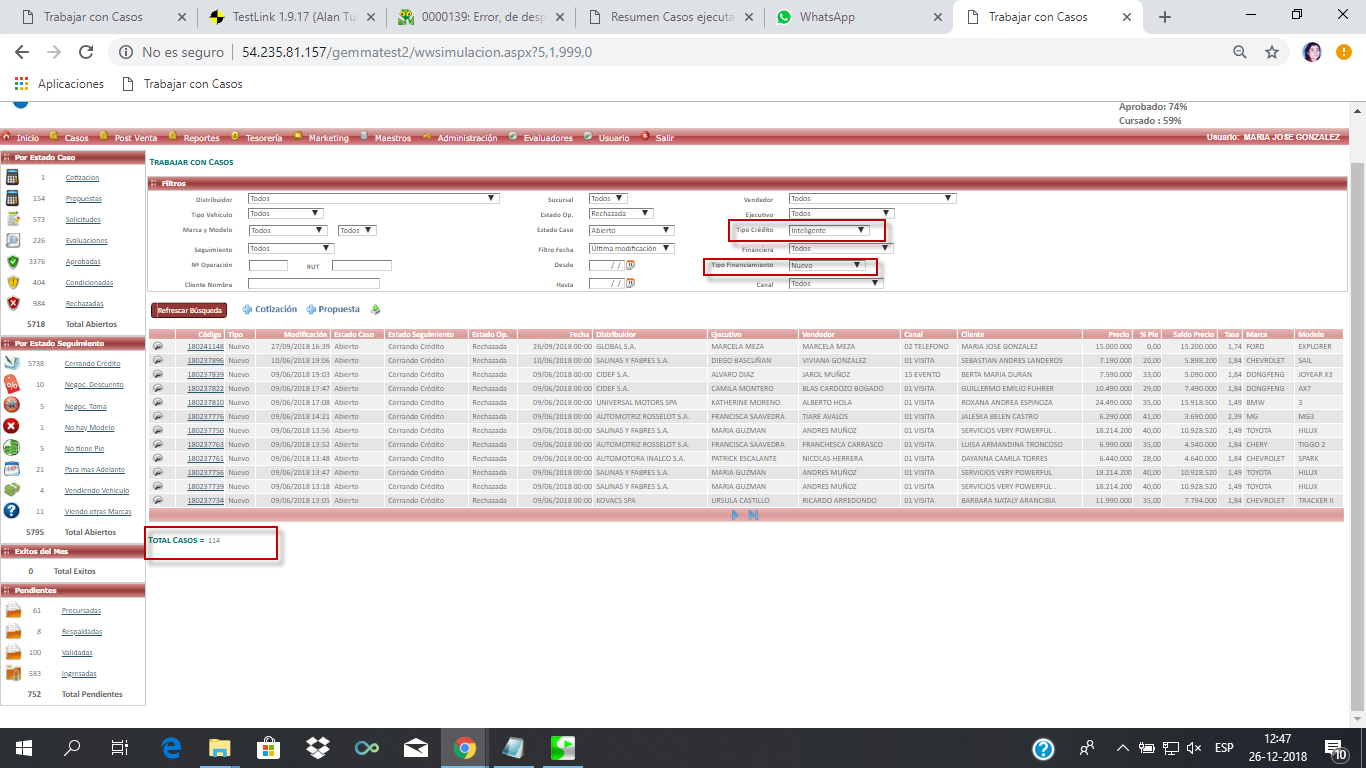 Trabajar con Casos
TestLink 1.9.17 (Alan Tu
0000139: Error, de desp
Resumen Casos ejecuta
WhatsApp
Trabajar con Casos
No es seguro | 54.235.81.157/gemmatest2/wwsimulacion.aspx?5,1,999,0
Aplicaciones Trabajar con Casos
Aprobado: 74%
Cursado : 59%
Inicio Casos Post Venta Reportes Tesorería Marketing Maestros Administración Evaluadores Usuario Salir Usuario: MARIA JOSE GONZALEZ
Por Estado Caso
1 Cotizacion
154 Propuestas
573 Solicitudes
226 Evaluaciones
3376 Aprobadas
404 Condicionadas
984 Rechazadas
5718 Total Abiertos
Por Estado Seguimiento
5738 Cerrando Crédito
10 Negoc. Descuento
5 Negoc. Toma
1 No hay Modelo
5 No tiene Pie
21 Para mas Adelante
4 Vendiendo Vehiculo
11 Viendo otras Marcas
5795 Total Abiertos
Exitos del Mes
0 Total Exitos
Pendientes
61 Precursadas
8 Respaldadas
100 Validadas
583 Ingresadas
752 Total Pendientes
TRABAJAR CON CASOS
Filtros
Distribuidor Todos Sucursal Todos Vendedor Todos
Tipo Vehículo Todos Estado Op. Rechazada Ejecutivo Todos
Marca y Modelo Todos Todos Estado Caso Abierto Tipo Crédito Inteligente
Seguimiento Todos Filtro Fecha Última modificación Financiera Todos
Nº Operación RUT Desde / / Tipo Financiamiento Nuevo
Cliente Nombre Hasta / / Canal Todos
Refrescar Búsqueda Cotización Propuesta
Código Tipo Modificación Estado Caso Estado Seguimiento Estado Op. Fecha Distribuidor Ejecutivo Vendedor Canal Cliente Precio % Pie Saldo Precio Tasa Marca Modelo
180241148 Nuevo 27/09/2018 16:39 Abierto Cerrando Crédito Rechazada 26/09/2018 00:00 GLOBAL S.A. MARCELA MEZA MARCELA MEZA 02 TELEFONO MARIA JOSE GONZALEZ 15.000.000 0,00 15.200.000 1,74 FORD EXPLORER
180237896 Nuevo 10/06/2018 19:06 Abierto Cerrando Crédito Rechazada 10/06/2018 00:00 SALINAS Y FABRES S.A. DIEGO BASCUÑAN VIVIANA GONZALEZ 01 VISITA SEBASTIAN ANDRES LANDEROS 7.190.000 20,00 5.898.200 1,84 CHEVROLET SAIL
180237839 Nuevo 09/06/2018 19:03 Abierto Cerrando Crédito Rechazada 09/06/2018 00:00 CIDEF S.A. ALVARO DIAZ JAROL MUÑOZ 15 EVENTO BERTA MARIA DURAN 7.590.000 33,00 5.090.000 1,84 DONGFENG JOYEAR X3
180237822 Nuevo 09/06/2018 17:47 Abierto Cerrando Crédito Rechazada 09/06/2018 00:00 CIDEF S.A. CAMILA MONTERO BLAS CARDOZO BOGADO 01 VISITA GUILLERMO EMILIO FUHRER 10.490.000 29,00 7.490.000 1,84 DONGFENG AX7
180237810 Nuevo 09/06/2018 17:08 Abierto Cerrando Crédito Rechazada 09/06/2018 00:00 UNIVERSAL MOTORS SPA KATHERINE MORENO ALBERTO HOLA 01 VISITA ROXANA ANDREA ESPINOZA 24.490.000 35,00 15.918.500 1,49 BMW 3
180237776 Nuevo 09/06/2018 14:21 Abierto Cerrando Crédito Rechazada 09/06/2018 00:00 AUTOMOTRIZ ROSSELOT S.A. FRANCISCA SAAVEDRA TIARE AVALOS 01 VISITA JALESKA BELEN CASTRO 6.290.000 41,00 3.690.000 2,39 MG MG3
180237750 Nuevo 09/06/2018 13:56 Abierto Cerrando Crédito Rechazada 09/06/2018 00:00 SALINAS Y FABRES S.A. MARIA GUZMAN ANDRES MUÑOZ 01 VISITA SERVICIOS VERY POWERFUL . 18.214.200 40,00 10.928.520 1,49 TOYOTA HILUX
180237763 Nuevo 09/06/2018 13:52 Abierto Cerrando Crédito Rechazada 09/06/2018 00:00 AUTOMOTRIZ ROSSELOT S.A. FRANCISCA SAAVEDRA FRANCHESCA CARRASCO 01 VISITA LUISA ARMANDINA TRONCOSO 6.990.000 35,00 4.540.000 1,84 CHERY TIGGO 2
180237761 Nuevo 09/06/2018 13:48 Abierto Cerrando Crédito Rechazada 09/06/2018 00:00 AUTOMOTORA INALCO S.A. PATRICK ESCALANTE NICOLAS HERRERA 01 VISITA DAYANNA CAMILA TORRES 6.440.000 28,00 4.640.000 1,84 CHEVROLET SPARK
180237756 Nuevo 09/06/2018 13:47 Abierto Cerrando Crédito Rechazada 09/06/2018 00:00 SALINAS Y FABRES S.A. MARIA GUZMAN ANDRES MUÑOZ 01 VISITA SERVICIOS VERY POWERFUL 18.214.200 40,00 10.928.520 1,49 TOYOTA HILUX
180237739 Nuevo 09/06/2018 13:18 Abierto Cerrando Crédito Rechazada 09/06/2018 00:00 SALINAS Y FABRES S.A. MARIA GUZMAN ANDRES MUÑOZ 01 VISITA SERVICIOS VERY POWERFUL . 18.214.200 40,00 10.928.520 1,49 TOYOTA HILUX
180237734 Nuevo 09/06/2018 13:05 Abierto Cerrando Crédito Rechazada 09/06/2018 00:00 KOVACS SPA URSULA CASTILLO RICARDO ARREDONDO 01 VISITA BARBARA NATALY ARANCIBIA 11.990.000 35,00 7.794.000 1,84 CHEVROLET TRACKER II
TOTAL CASOS = 114
ESP
12:47
26-12-2018
10